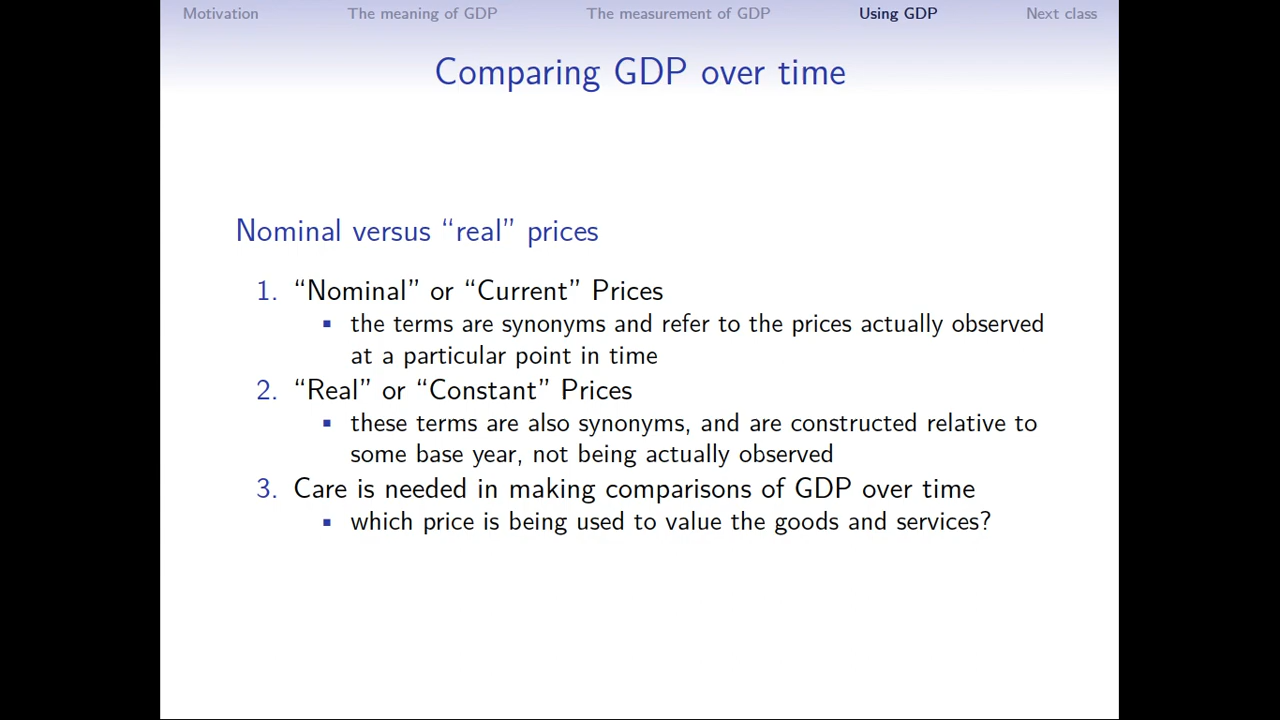 Motivation The meaning of GDP The measurement of GDP Using GDP Next class
Comparing GDP over time
Nominal versus “real” prices
1. “Nominal” or “Current” Prices
▪ the terms are synonyms and refer to the prices actually observed
at a particular point in time
2. “Real” or “Constant” Prices
▪ these terms are also synonyms, and are constructed relative to
some base year, not being actually observed
3. Care is needed in making comparisons of GDP over time
▪ which price is being used to value the goods and services?